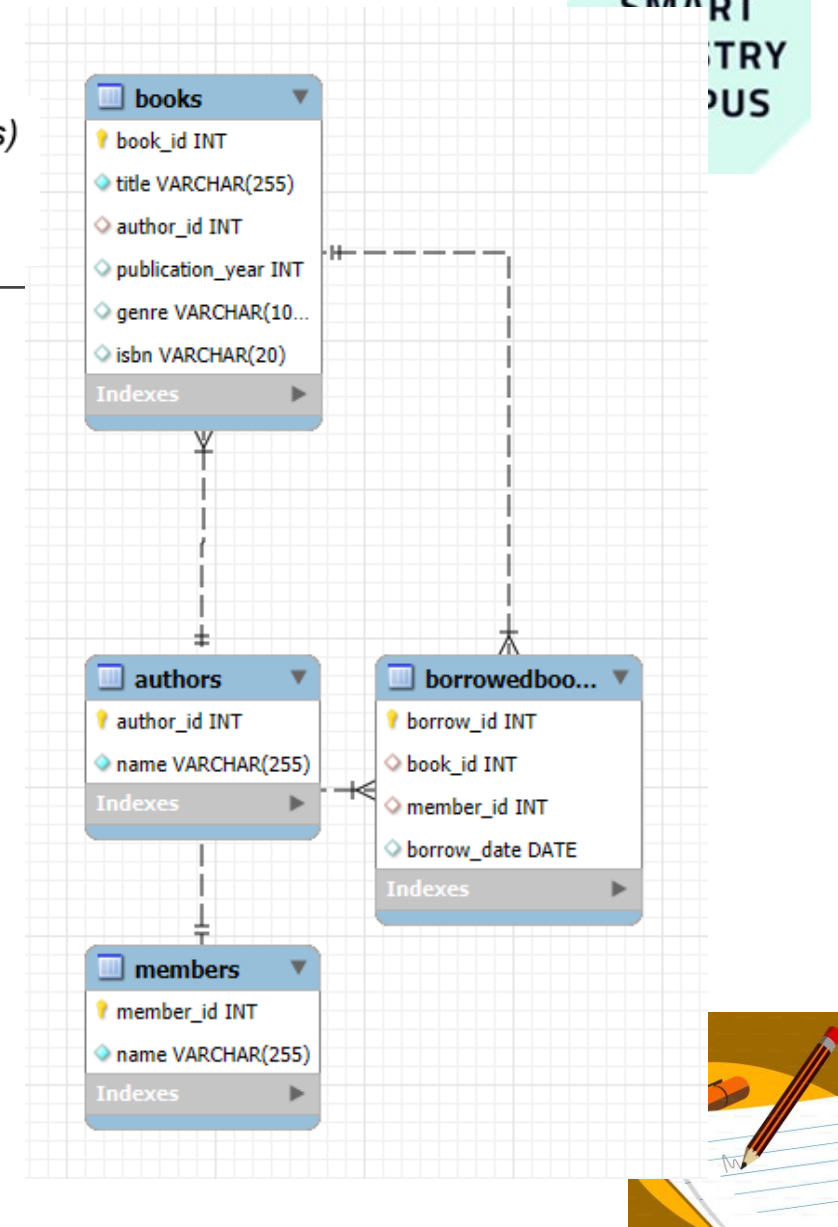 RT
TRY
PUS
s)
books
book_id INT
title VARCHAR(255)
author_id INT
publication_year INT
genre VARCHAR(10...
isbn VARCHAR(20)
Indexes
authors
author_id INT
name VARCHAR(255)
Indexes
borrowedboo...
borrow_id INT
book_id INT
member_id INT
borrow_date DATE
Indexes
members
member_id INT
name VARCHAR(255)
Indexes